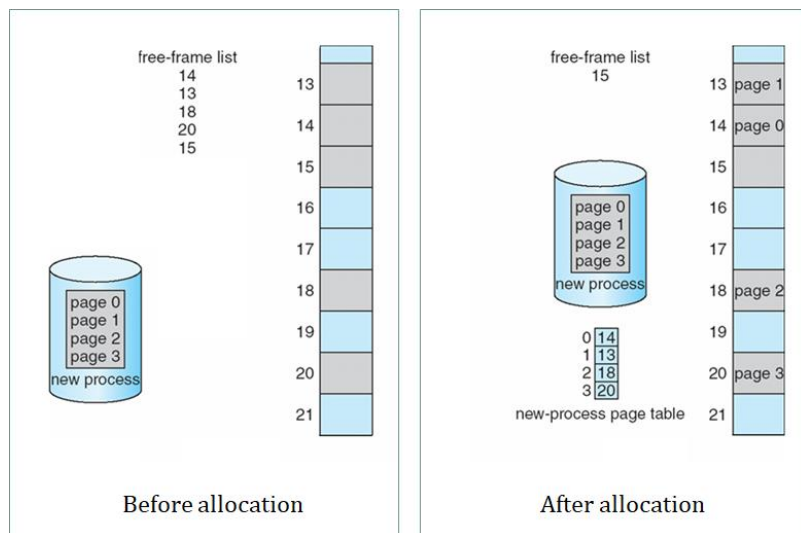 free-frame list
14
13
18
20
15
13
14
15
16
17
18
19
20
21
page 0
page 1
page 2
page 3
new process
Before allocation
free-frame list
15
13 page 1
14 page 0
15
16
17
18 page 2
19
20 page 3
21
page 0
page 1
page 2
page 3
new process
0 14
1 13
2 18
3 20
new-process page table
After allocation